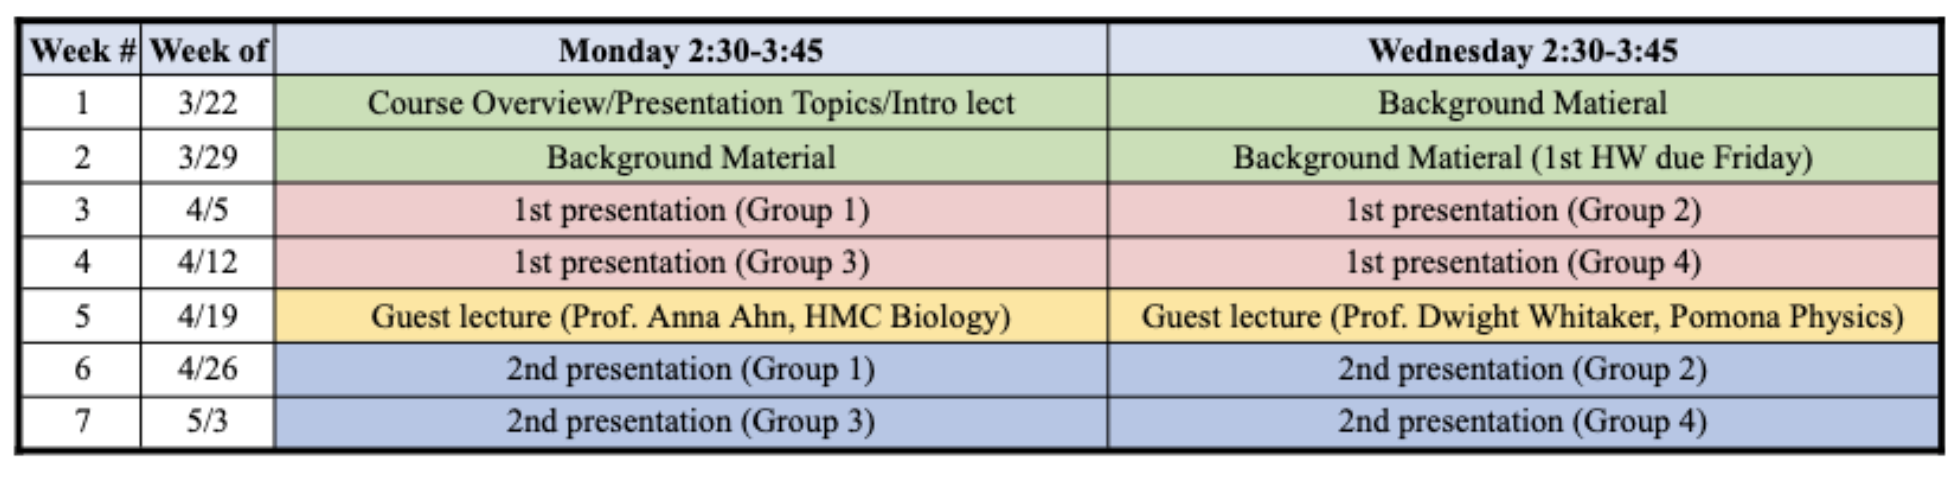 Week # Week of Monday 2:30-3:45 Wednesday 2:30-3:45
1 3/22 Course Overview/Presentation Topics/Intro lect Background Matieral
2 3/29 Background Material Background Matieral (1st HW due Friday)
3 4/5 1st presentation (Group 1) 1st presentation (Group 2)
4 4/12 1st presentation (Group 3) 1st presentation (Group 4)
5 4/19 Guest lecture (Prof. Anna Ahn, HMC Biology) Guest lecture (Prof. Dwight Whitaker, Pomona Physics)
6 4/26 2nd presentation (Group 1) 2nd presentation (Group 2)
7 5/3 2nd presentation (Group 3) 2nd presentation (Group 4)